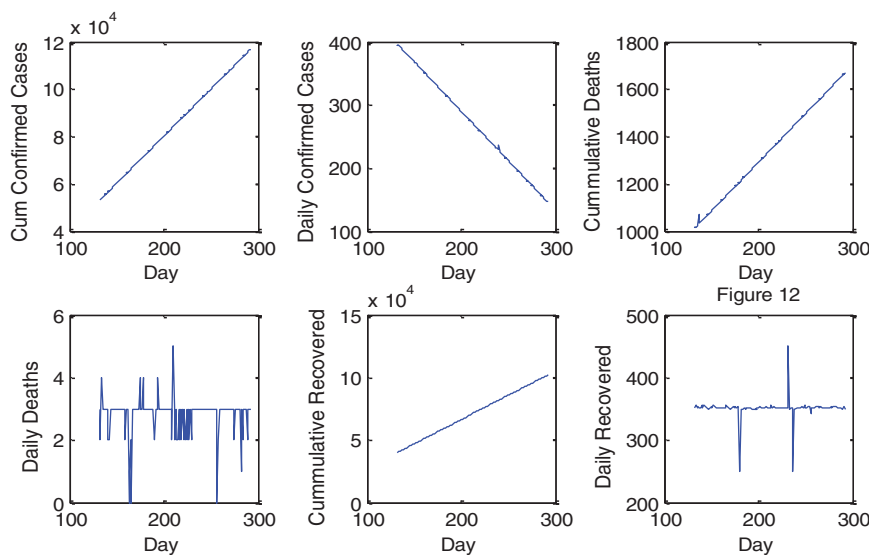 x 10^4
12
10
8
6
4
100
200
300
Day
Cum Confirmed Cases
400
300
200
100
100
200
300
Day
Daily Confirmed Cases
1800
1600
1400
1200
1000
100
200
300
Day
Cummulative Deaths
6
4
2
0
100
200
300
Day
Daily Deaths
x 10^4
15
10
5
0
100
200
300
Day
Cummulative Recovered
Figure 12
500
400
300
200
100
200
300
Day
Daily Recovered